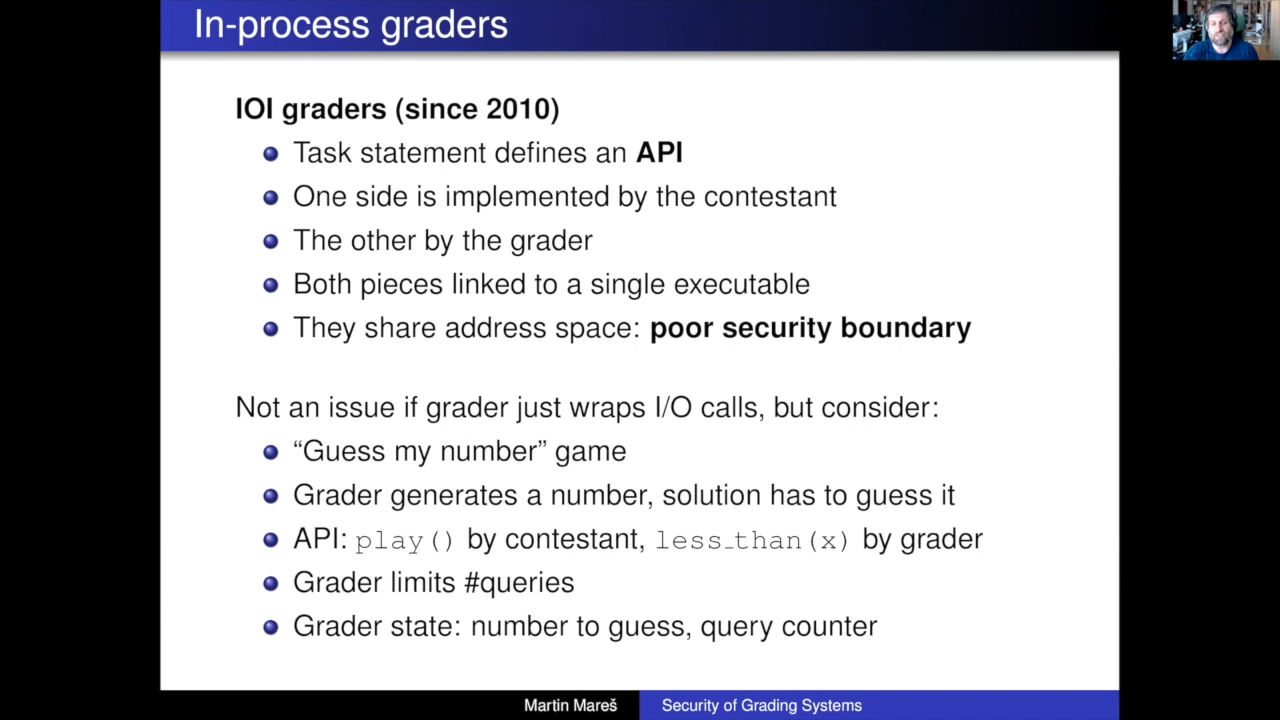 In-process graders
IOI graders (since 2010)
Task statement defines an API
One side is implemented by the contestant
The other by the grader
Both pieces linked to a single executable
They share address space: poor security boundary
Not an issue if grader just wraps I/O calls, but consider:
“Guess my number” game
Grader generates a number, solution has to guess it
API: play() by contestant, less_than(x) by grader
Grader limits #queries
Grader state: number to guess, query counter
Martin Mareš
Security of Grading Systems